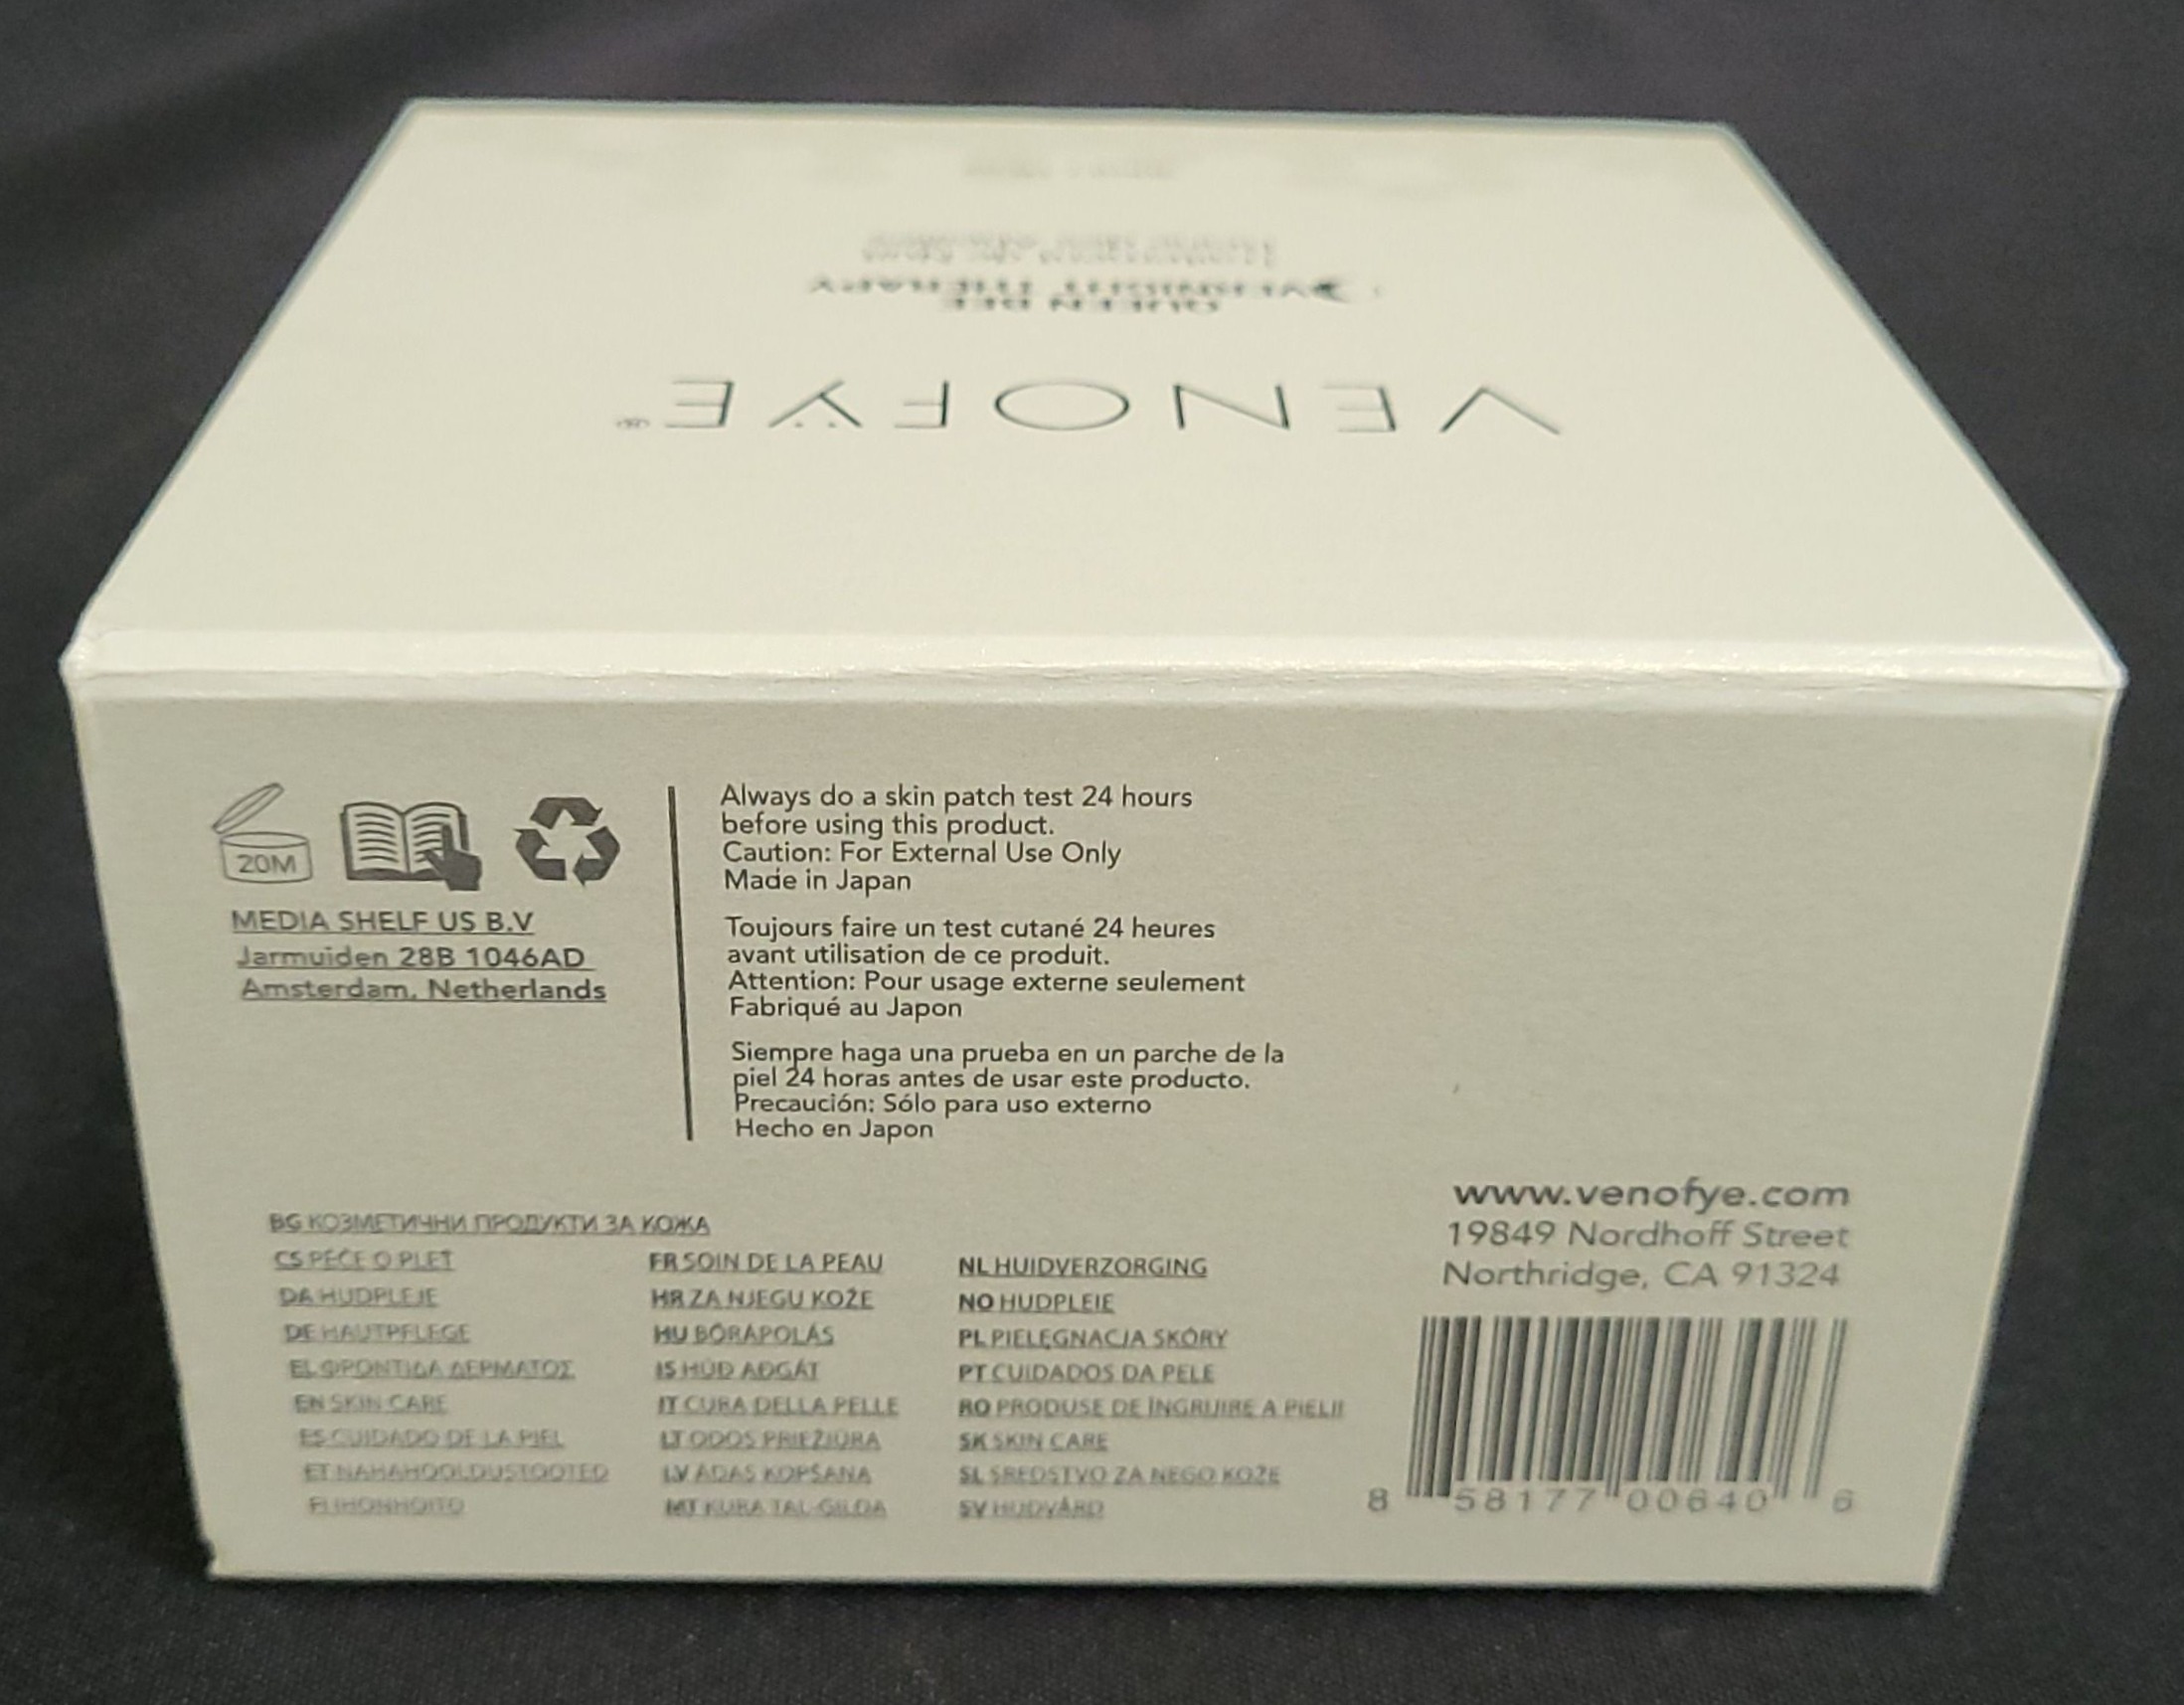 VENOFYE®
QUEEN BEE
OVERNIGHT THERAPY
20M
MEDIA SHELF US B.V
Jarmuiden 28B 1046AD
Amsterdam, Netherlands
Always do a skin patch test 24 hours
before using this product.
Caution: For External Use Only
Made in Japan
Toujours faire un test cutané 24 heures
avant utilisation de ce produit.
Attention: Pour usage externe seulement
Fabriqué au Japon
Siempre haga una prueba en un parche de la
piel 24 horas antes de usar este producto.
Precaución: Sólo para uso externo
Hecho en Japon
BG КОЗМЕТИЧНИ ПРОДУКТИ ЗА КОЖА
CS PÉČE O PLEŤ
DA HUDPLEJE
DE HAUTPFLEGE
EL ΦΡΟΝΤΙΔΑ ΔΕΡΜΑΤΟΣ
EN SKIN CARE
ES CUIDADO DE LA PIEL
ET NAHAHOOLDUSTOOTED
FI IHONHOITO
FR SOIN DE LA PEAU
HR ZA NJEGU KOŽE
HU BŐRÁPOLÁS
IS HÚÐ AÐGÁT
IT CURA DELLA PELLE
LT ODOS PRIEŽIŪRA
LV ĀDAS KOPŠANA
MT KURA TAL-ĠILDA
NL HUIDVERZORGING
NO HUDPLEIE
PL PIELĘGNACJA SKÓRY
PT CUIDADOS DA PELE
RO PRODUSE DE ÎNGRIJIRE A PIELII
SK SKIN CARE
SL SREDSTVO ZA NEGO KOŽE
SV HUDVÅRD
www.venofye.com
19849 Nordhoff Street
Northridge, CA 91324
8 58177 00640 6